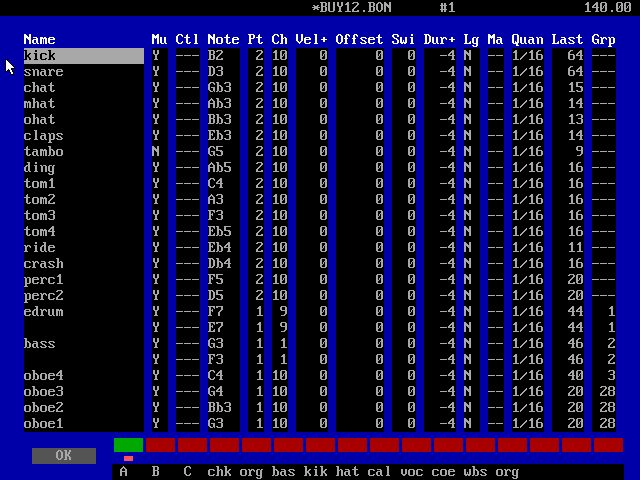 *BUY12.BON #1 140.00
Name Mu Ctl Note Pt Ch Vel+ Offset Swi Dur+ Lg Ma Quan Last Grp
kick Y --- B2 2 10 0 0 0 -4 N -- 1/16 64 ---
snare Y --- D3 2 10 0 0 0 -4 N -- 1/16 64 ---
chat Y --- Gb3 2 10 0 0 0 -4 N -- 1/16 15 ---
mhat Y --- Ab3 2 10 0 0 0 -4 N -- 1/16 14 ---
ohat Y --- Bb3 2 10 0 0 0 -4 N -- 1/16 13 ---
claps Y --- Eb3 2 10 0 0 0 -4 N -- 1/16 14 ---
tambo N --- G5 2 10 0 0 0 -4 N -- 1/16 9 ---
ding Y --- Ab5 2 10 0 0 0 -4 N -- 1/16 16 ---
tom1 Y --- C4 2 10 0 0 0 -4 N -- 1/16 16 ---
tom2 Y --- A3 2 10 0 0 0 -4 N -- 1/16 16 ---
tom3 Y --- F3 2 10 0 0 0 -4 N -- 1/16 16 ---
tom4 Y --- Eb5 2 10 0 0 0 -4 N -- 1/16 16 ---
ride Y --- Eb4 2 10 0 0 0 -4 N -- 1/16 11 ---
crash Y --- Db4 2 10 0 0 0 -4 N -- 1/16 16 ---
perc1 Y --- F5 2 10 0 0 0 -4 N -- 1/16 20 ---
perc2 Y --- D5 2 10 0 0 0 -4 N -- 1/16 20 ---
edrum Y --- F7 1 9 0 0 0 -4 N -- 1/16 44 1
Y --- E7 1 9 0 0 0 -4 N -- 1/16 44 1
bass Y --- G3 1 1 0 0 0 -4 N -- 1/16 46 2
Y --- F3 1 1 0 0 0 -4 N -- 1/16 46 2
oboe4 Y --- C4 1 10 0 0 0 -4 N -- 1/16 40 3
oboe3 Y --- G4 1 10 0 0 0 -4 N -- 1/16 20 28
oboe2 Y --- Bb3 1 10 0 0 0 -4 N -- 1/16 20 28
oboe1 Y --- G3 1 10 0 0 0 -4 N -- 1/16 20 28
OK
A B C chk org bas kik hat cal voc coe wbs org